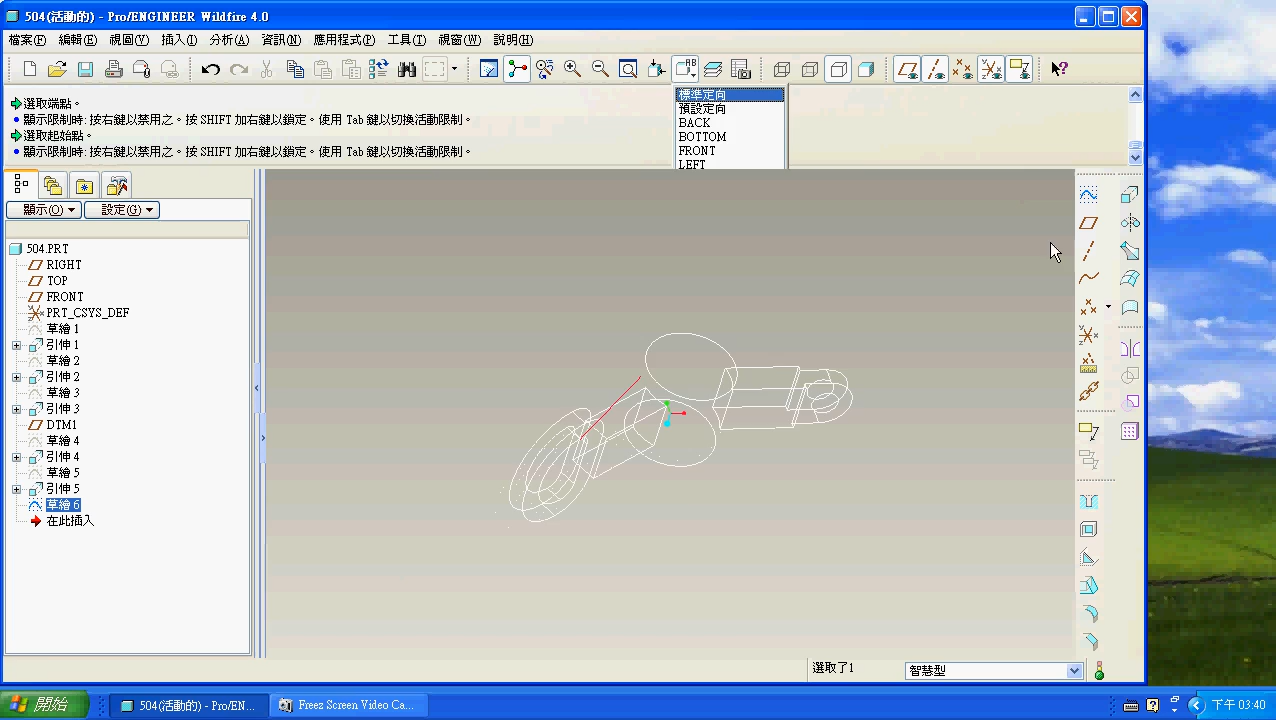 504(活動的) - Pro/ENGINEER Wildfire 4.0
檔案(F) 編輯(E) 視圖(V) 插入(I) 分析(A) 資訊(N) 應用程式(P) 工具(T) 視窗(W) 說明(H)
選取端點。
顯示限制時: 按右鍵以禁用之。按 SHIFT 加右鍵以鎖定。使用 Tab 鍵以切換活動限制。
選取起始點。
顯示限制時: 按右鍵以禁用之。按 SHIFT 加右鍵以鎖定。使用 Tab 鍵以切換活動限制。
標準定向
預設定向
BACK
BOTTOM
FRONT
LEFT
顯示(O) 設定(G)
504.PRT
RIGHT
TOP
FRONT
PRT_CSYS_DEF
草繪 1
引伸 1
草繪 2
引伸 2
草繪 3
引伸 3
DTM1
草繪 4
引伸 4
草繪 5
引伸 5
草繪 6
在此插入
選取了1
智慧型
開始
504(活動的) - Pro/EN...
Freez Screen Video Ca...
下午 03:40